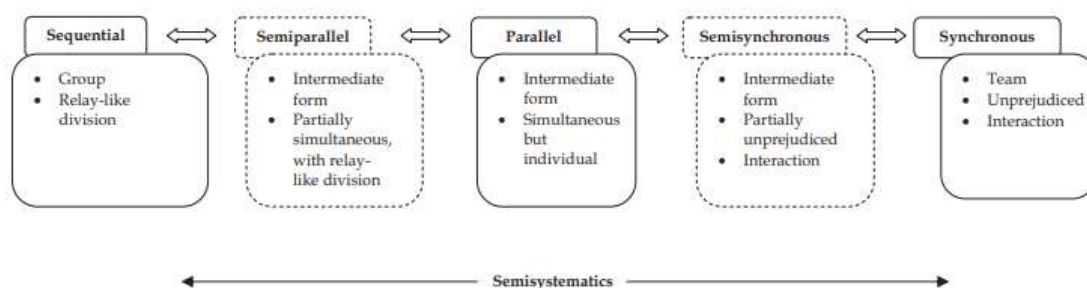 Sequential
Semiparallel
Parallel
Semisynchronous
Synchronous
• Group
• Relay-like
division
• Intermediate
form
• Partially
simultaneous,
with relay-
like division
• Intermediate
form
• Simultaneous
but
individual
• Intermediate
form
• Partially
unprejudiced
• Interaction
• Team
• Unprejudiced
• Interaction
Semisystematics